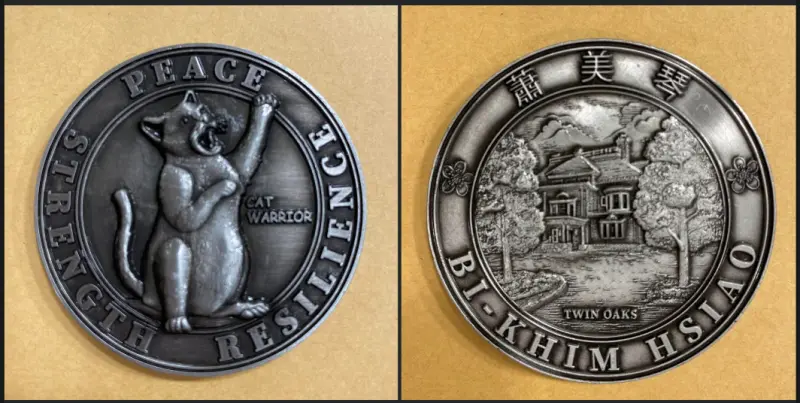 STRENGTH PEACE RESILIENCE
CAT
WARRIOR
蕭美琴
TWIN OAKS
BI-KHIM HSIAO